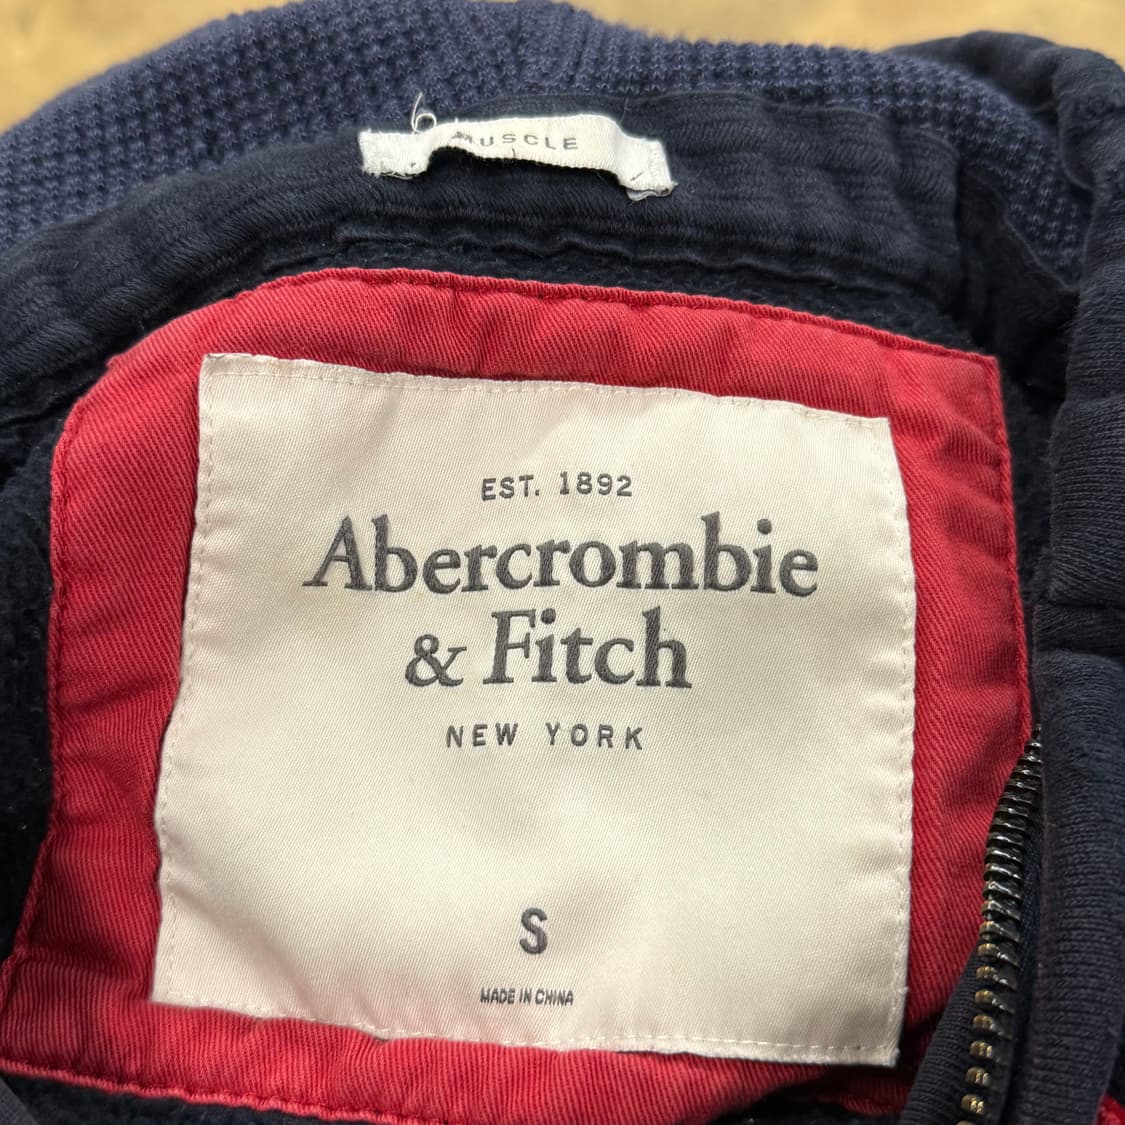 MUSCLE
EST. 1892
Abercrombie
& Fitch
NEW YORK
S
MADE IN CHINA